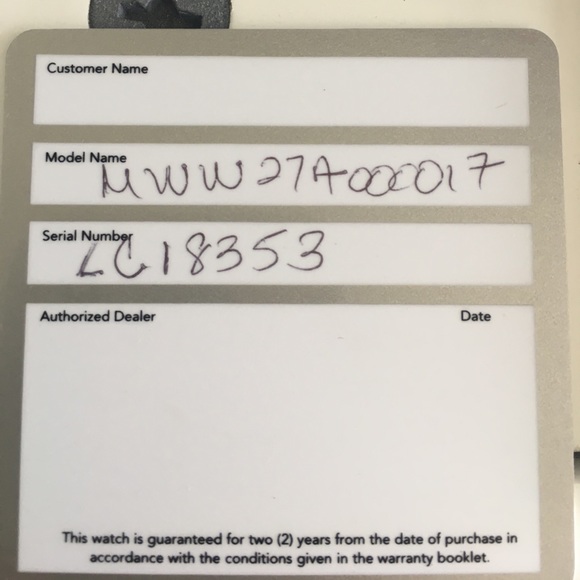 Customer Name
Model Name
MWW27A000017
Serial Number
LC18353
Authorized Dealer Date
This watch is guaranteed for two (2) years from the date of purchase in
accordance with the conditions given in the warranty booklet.